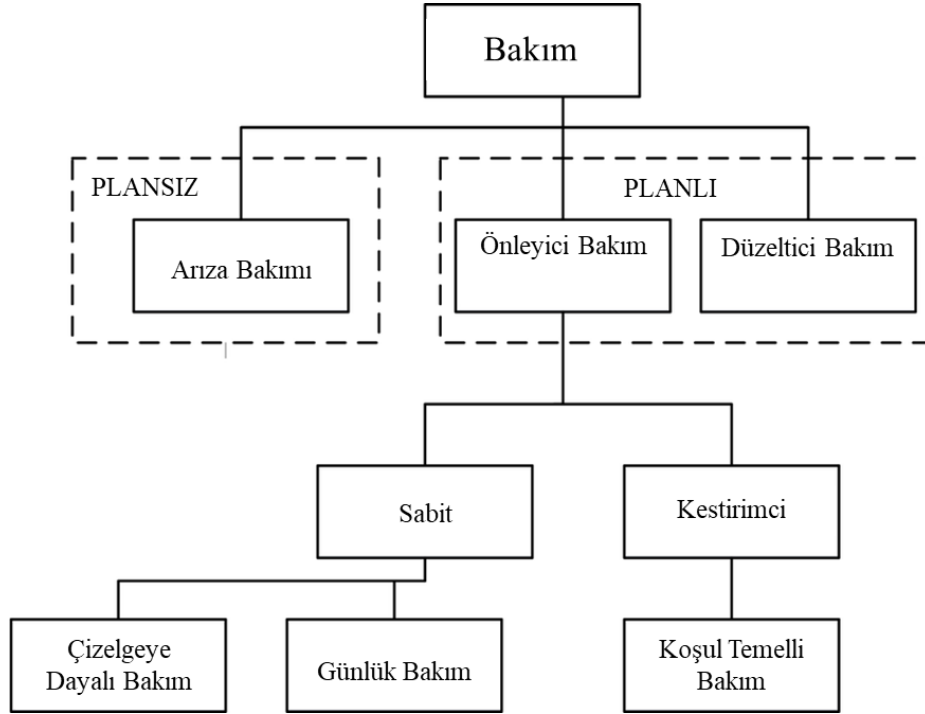 Bakım
PLANSIZ
PLANLI
Arıza Bakımı
Önleyici Bakım
Düzeltici Bakım
Sabit
Kestirimci
Çizelgeye
Dayalı Bakım
Günlük Bakım
Koşul Temelli
Bakım